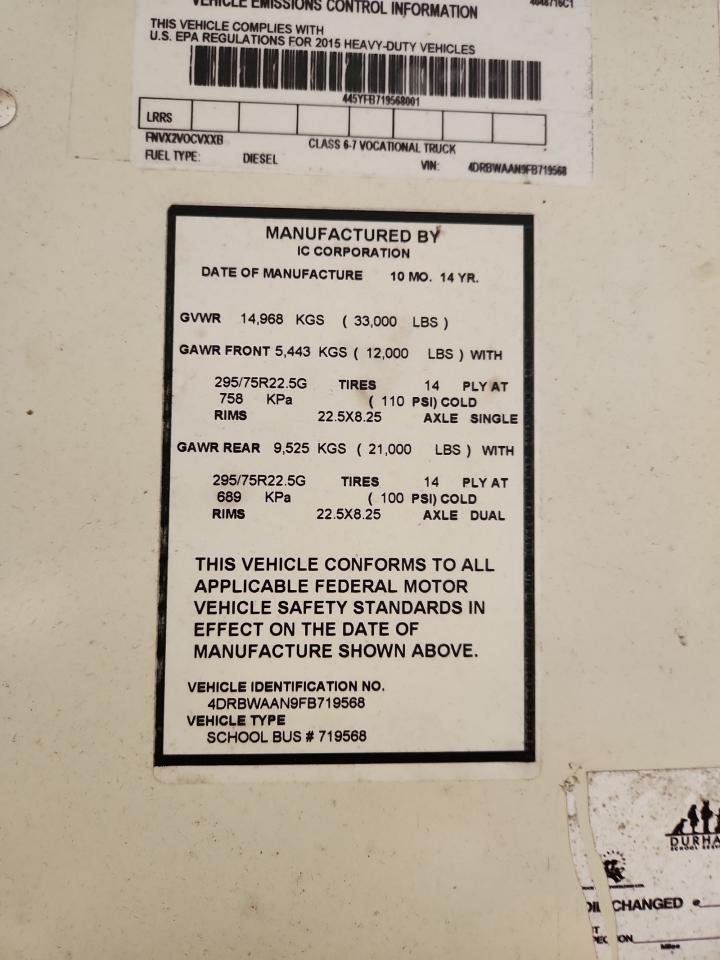 VEHICLE EMISSIONS CONTROL INFORMATION
THIS VEHICLE COMPLIES WITH
U.S. EPA REGULATIONS FOR 2015 HEAVY-DUTY VEHICLES
445YFB719568001
LRRS
FNVX2VOCVXXB
CLASS 6-7 VOCATIONAL TRUCK
FUEL TYPE: DIESEL VIN: 4DRBWAAN9FB719568
MANUFACTURED BY
IC CORPORATION
DATE OF MANUFACTURE 10 MO. 14 YR.
GVWR 14,968 KGS ( 33,000 LBS )
GAWR FRONT 5,443 KGS ( 12,000 LBS ) WITH
295/75R22.5G TIRES 14 PLY AT
758 KPa ( 110 PSI) COLD
RIMS 22.5X8.25 AXLE SINGLE
GAWR REAR 9,525 KGS ( 21,000 LBS ) WITH
295/75R22.5G TIRES 14 PLY AT
689 KPa ( 100 PSI) COLD
RIMS 22.5X8.25 AXLE DUAL
THIS VEHICLE CONFORMS TO ALL
APPLICABLE FEDERAL MOTOR
VEHICLE SAFETY STANDARDS IN
EFFECT ON THE DATE OF
MANUFACTURE SHOWN ABOVE.
VEHICLE IDENTIFICATION NO.
4DRBWAAN9FB719568
VEHICLE TYPE
SCHOOL BUS # 719568
DURHA
SCHOOL
CHANGED
Miles